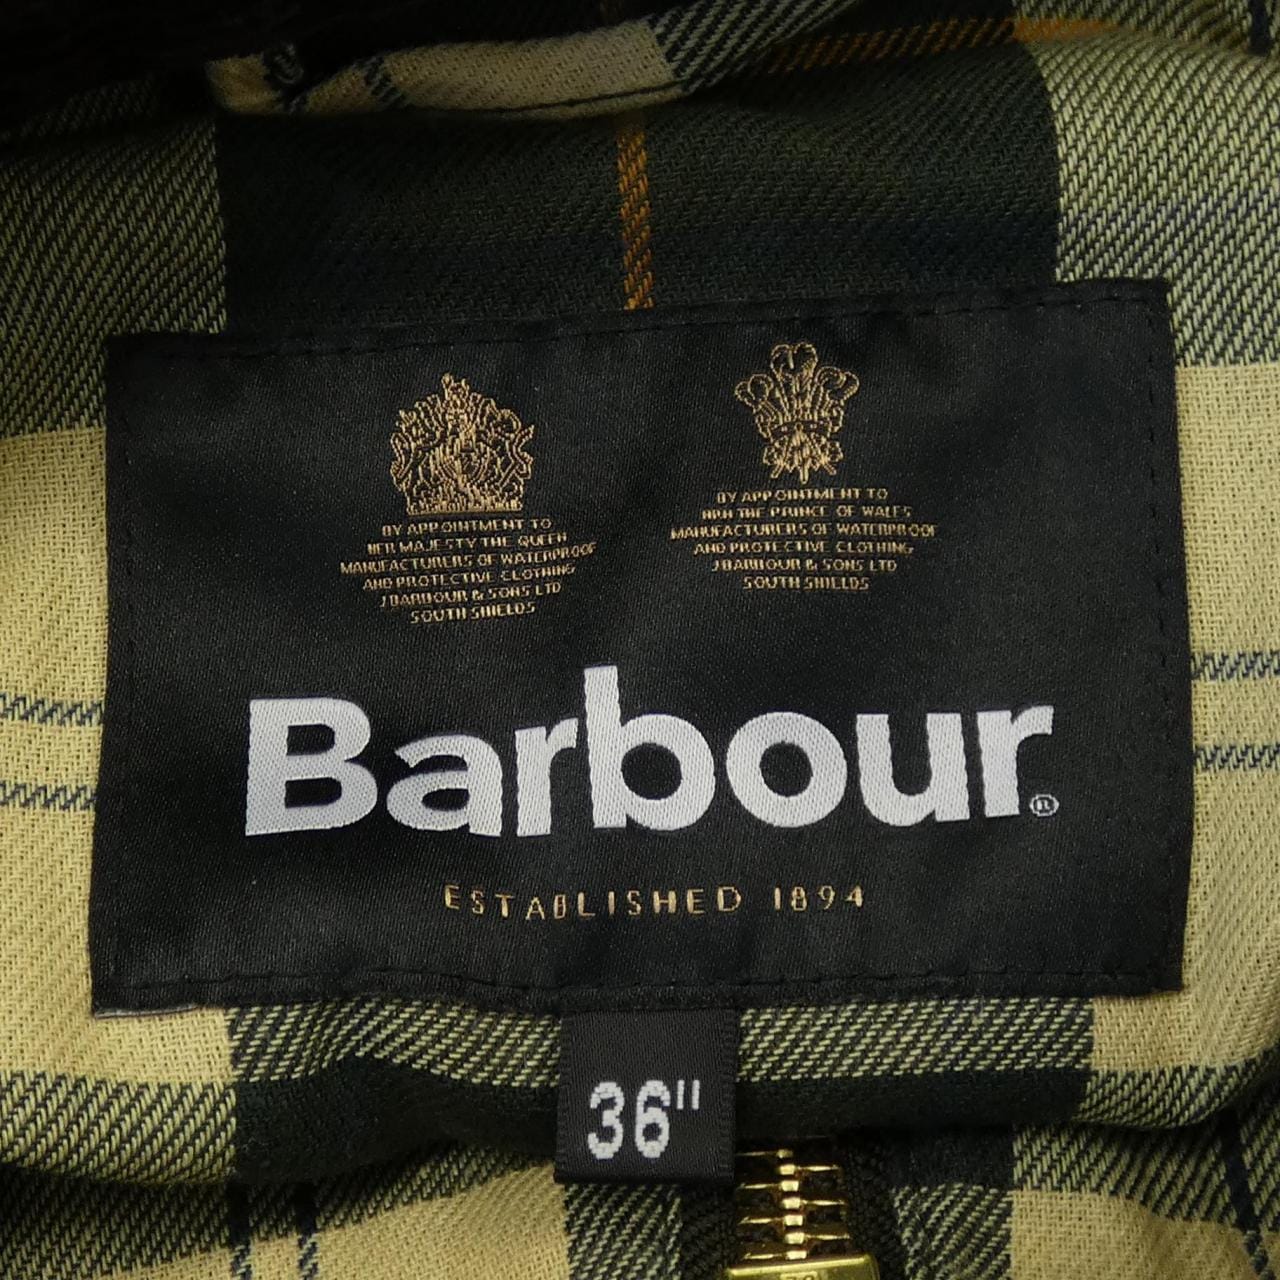 BY APPOINTMENT TO
HER MAJESTY THE QUEEN
MANUFACTURERS OF WATERPROOF
AND PROTECTIVE CLOTHING
J BARBOUR & SONS LTD
SOUTH SHIELDS
BY APPOINTMENT TO
HRH THE PRINCE OF WALES
MANUFACTURERS OF WATERPROOF
AND PROTECTIVE CLOTHING
J BARBOUR & SONS LTD
SOUTH SHIELDS
Barbour®
ESTABLISHED 1894
36"